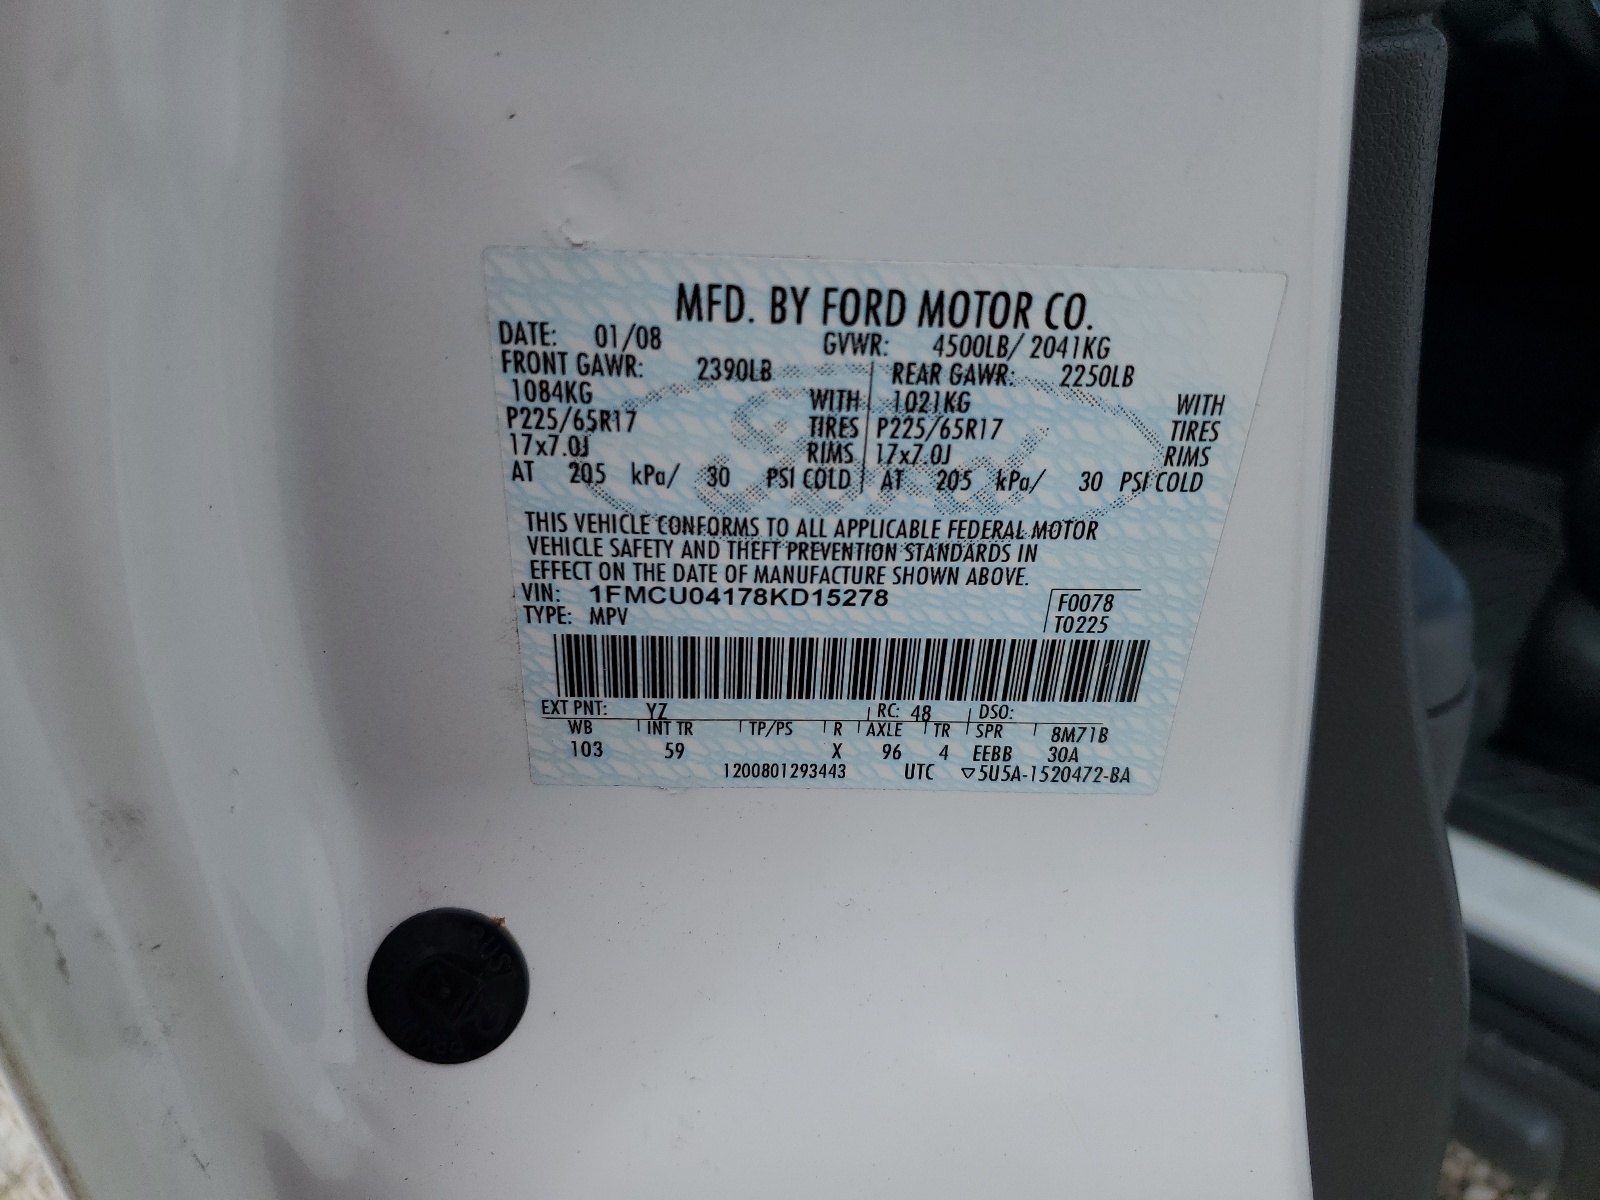 MFD. BY FORD MOTOR CO.
DATE: 01/08 GVWR: 4500LB/ 2041KG
FRONT GAWR: 2390LB REAR GAWR: 2250LB
1084KG WITH 1021KG WITH
P225/65R17 TIRES P225/65R17 TIRES
17x7.0J RIMS 17x7.0J RIMS
AT 205 kPa/ 30 PSI COLD AT 205 kPa/ 30 PSI COLD
THIS VEHICLE CONFORMS TO ALL APPLICABLE FEDERAL MOTOR
VEHICLE SAFETY AND THEFT PREVENTION STANDARDS IN
EFFECT ON THE DATE OF MANUFACTURE SHOWN ABOVE.
VIN: 1FMCU04178KD15278 F0078
TYPE: MPV T0225
EXT PNT: YZ RC: 48 DSO:
WB INT TR TP/PS R AXLE TR SPR 8M71B
103 59 X 96 4 EEBB 30A
1200801293443 UTC ▽5U5A-1520472-BA